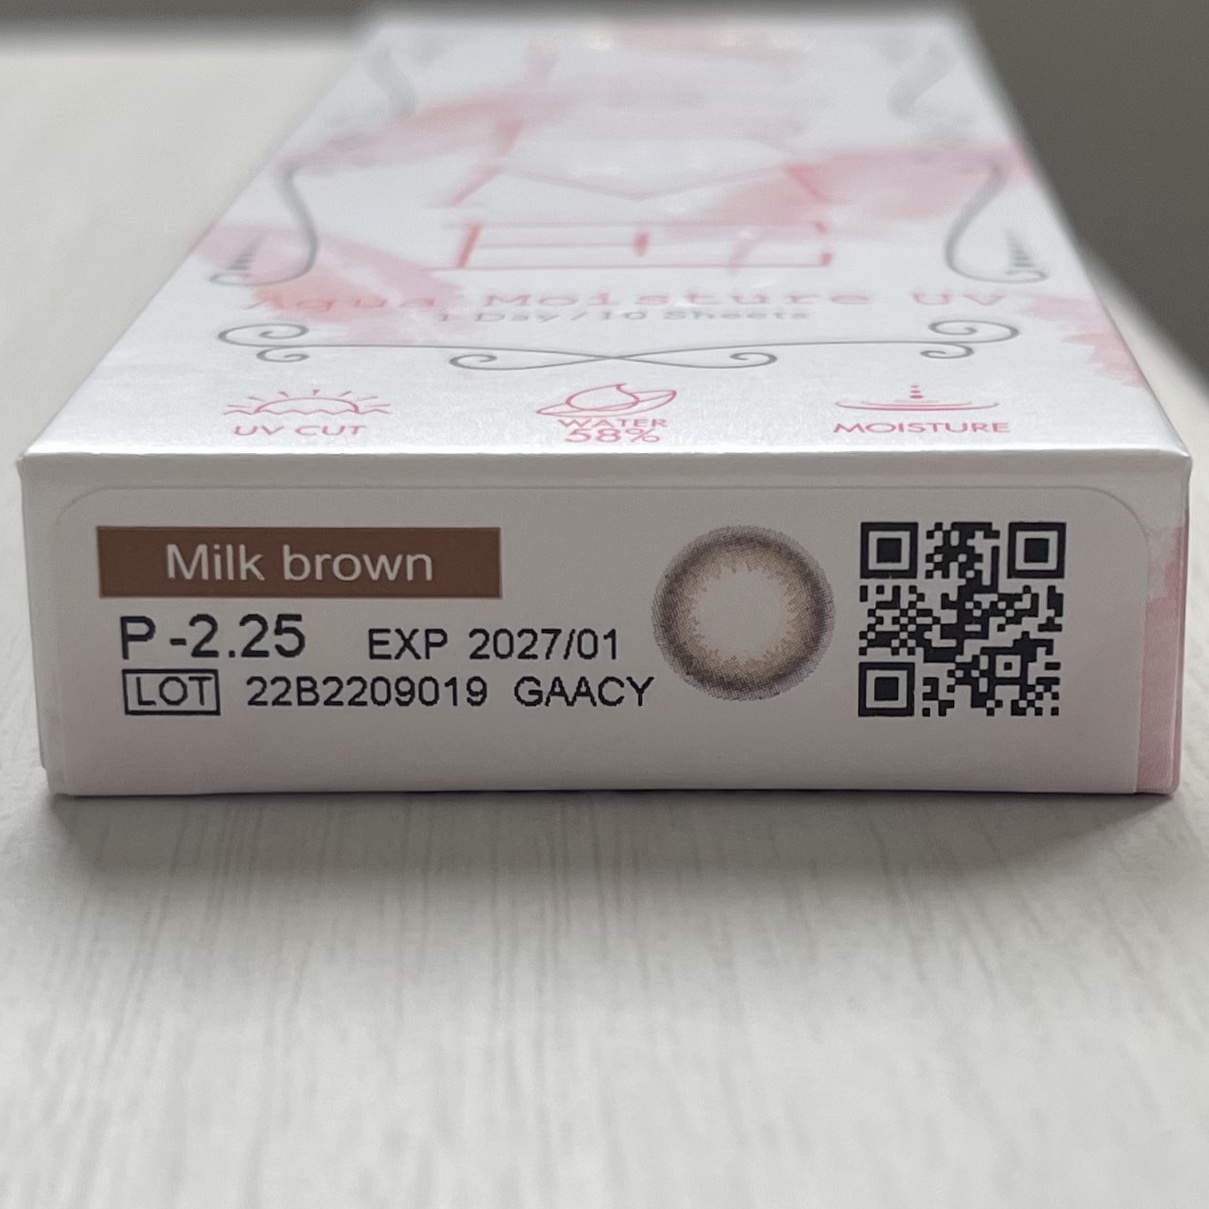 Aqua Moisture UV
1 Day/10 Sheets
UV CUT
WATER
58%
MOISTURE
Milk brown
P -2.25 EXP 2027/01
LOT 22B2209019 GAACY